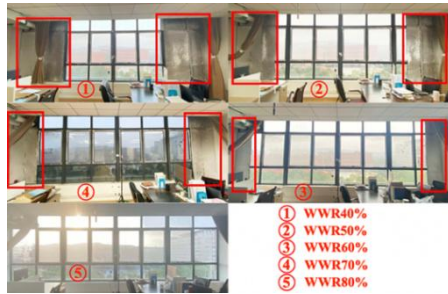 ① ②
④ ③
⑤
① WWR40%
② WWR50%
③ WWR60%
④ WWR70%
⑤ WWR80%